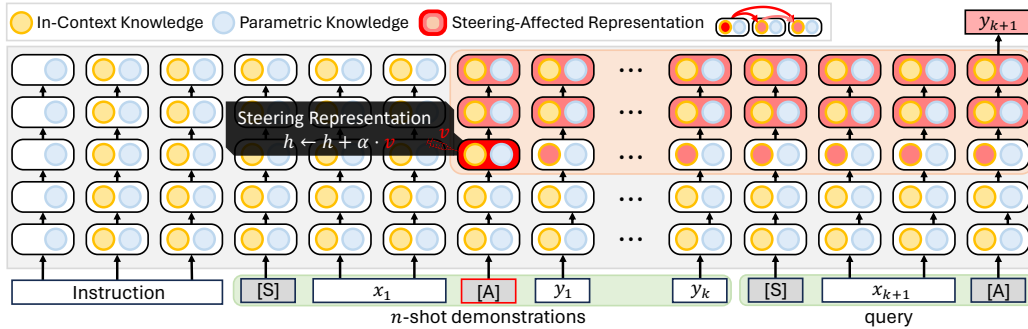 In-Context Knowledge
Parametric Knowledge
Steering-Affected Representation
y_{k+1}
...
...
Steering Representation
h ← h + α · v
v
...
...
...
Instruction
[S]
x_1
[A]
y_1
y_k
[S]
x_{k+1}
[A]
n-shot demonstrations
query